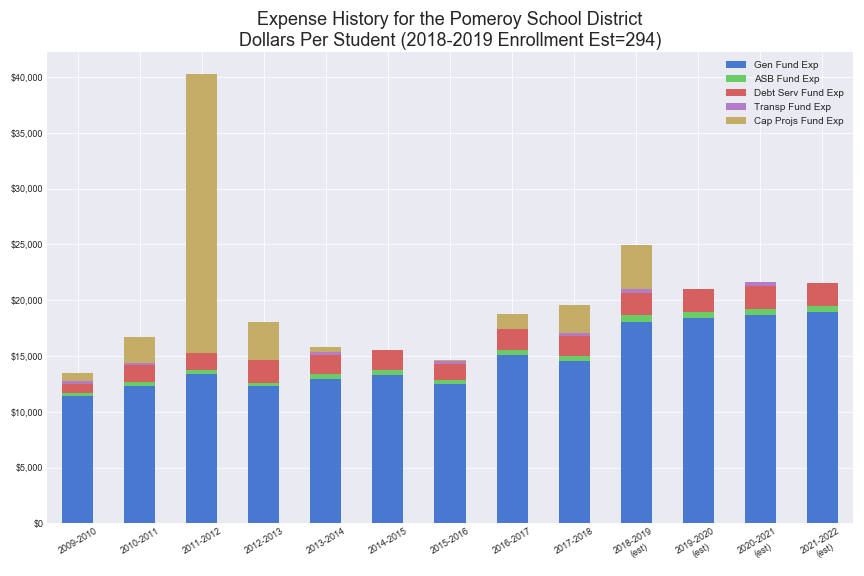 Expense History for the Pomeroy School District
Dollars Per Student (2018-2019 Enrollment Est=294)
Gen Fund Exp
ASB Fund Exp
Debt Serv Fund Exp
Transp Fund Exp
Cap Projs Fund Exp
$40,000
$35,000
$30,000
$25,000
$20,000
$15,000
$10,000
$5,000
$0
2009-2010
2010-2011
2011-2012
2012-2013
2013-2014
2014-2015
2015-2016
2016-2017
2017-2018
2018-2019
(est)
2019-2020
(est)
2020-2021
(est)
2021-2022
(est)